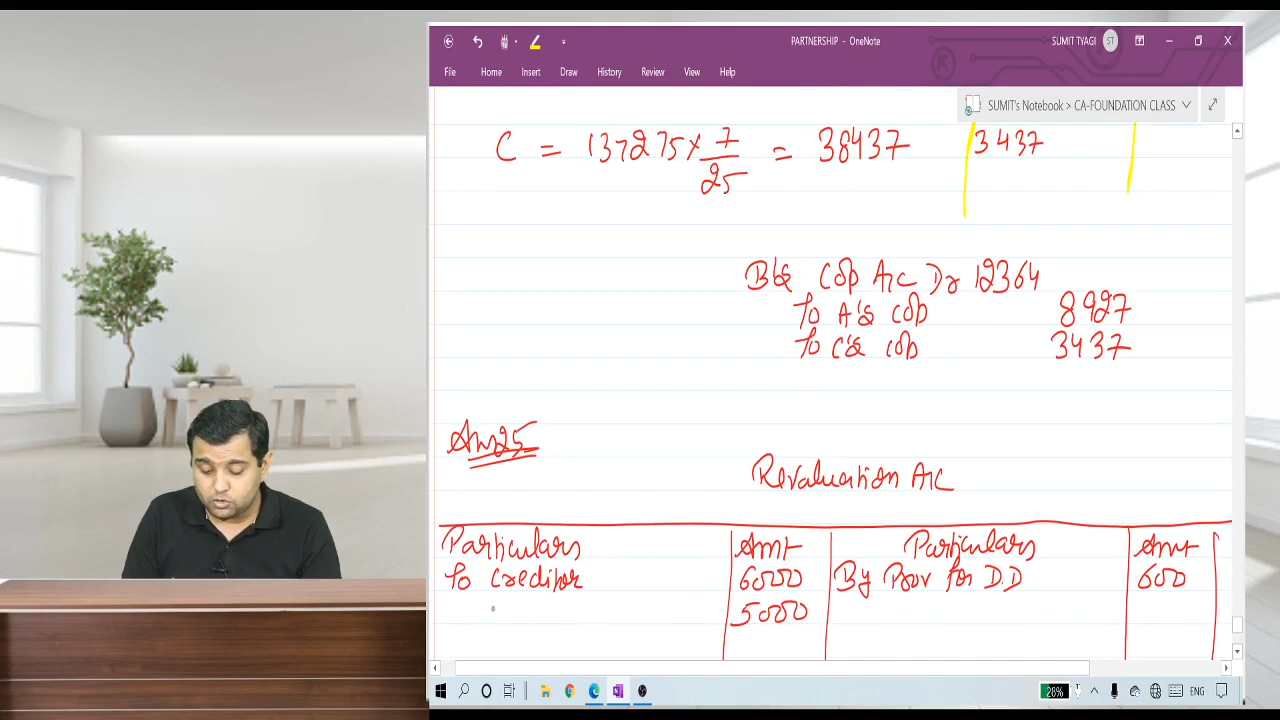 PARTNERSHIP - OneNote
SUMIT TYAGI ST
File Home Insert Draw History Review View Help
SUMIT's Notebook > CA-FOUNDATION CLASS
C = 137275 x 7/25 = 38437 3437
B's Cap A/C Dr 12364
To A's cap 8927
To C's cap 3437
Ans 25
Revaluation A/C
Particulars Amt Particulars Amt
To Creditor 6000 By Prov for D.D 600
5000
28% ENG